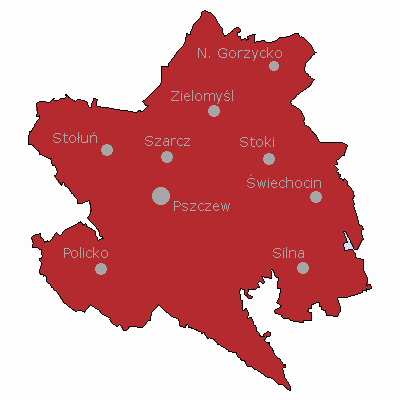 N. Gorzycko
Zielomyśl
Stołuń
Szarcz
Stoki
Świechocin
Pszczew
Policko
Silna